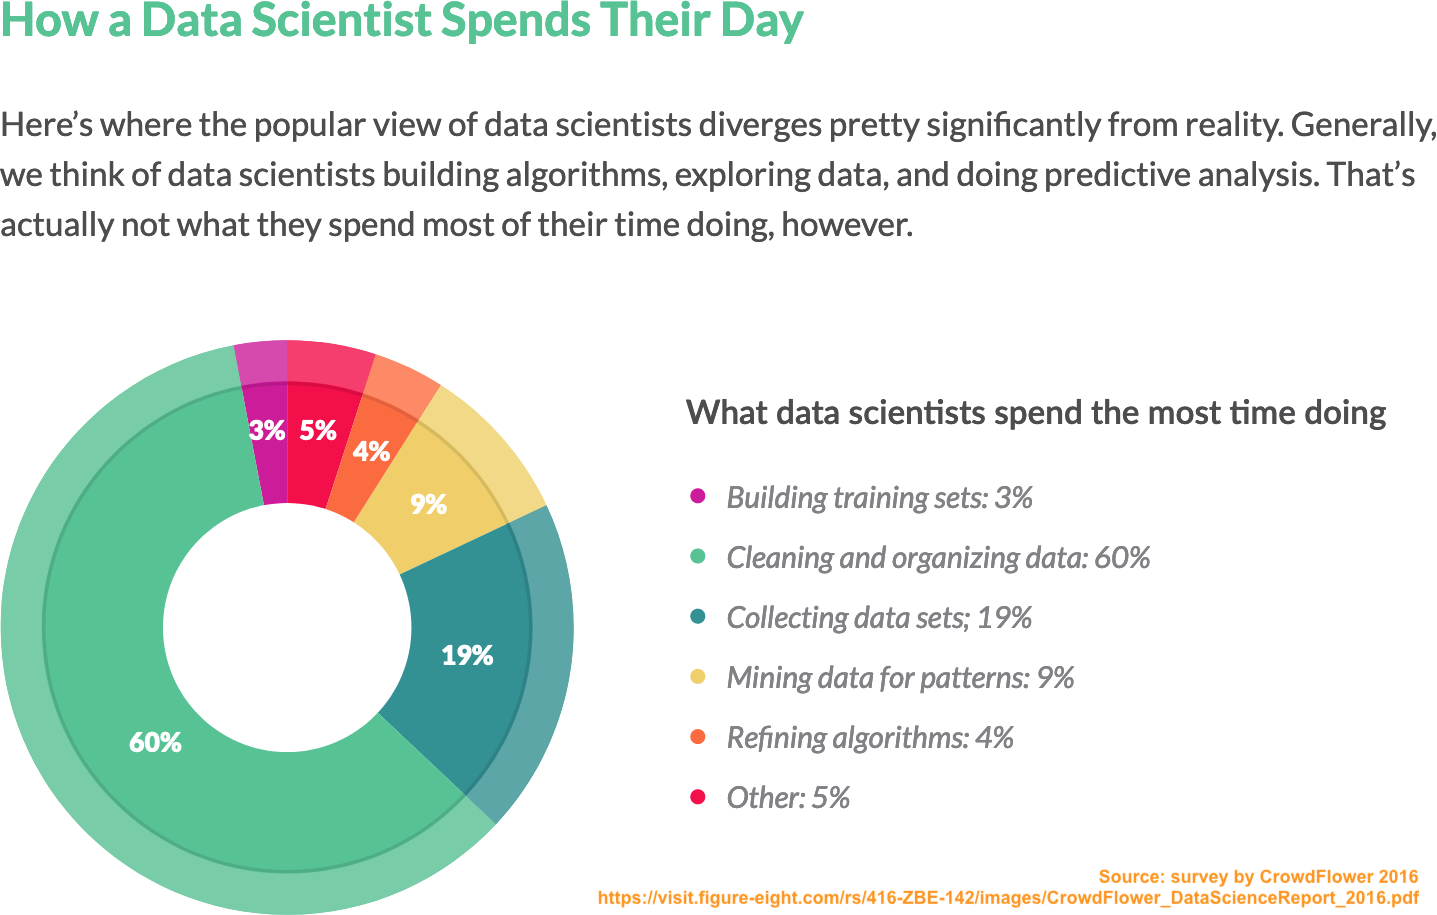 How a Data Scientist Spends Their Day
Here’s where the popular view of data scientists diverges pretty significantly from reality. Generally,
we think of data scientists building algorithms, exploring data, and doing predictive analysis. That’s
actually not what they spend most of their time doing, however.
3%
5%
4%
9%
19%
60%
What data scientists spend the most time doing
Building training sets: 3%
Cleaning and organizing data: 60%
Collecting data sets; 19%
Mining data for patterns: 9%
Refining algorithms: 4%
Other: 5%
Source: survey by CrowdFlower 2016
https://visit.figure-eight.com/rs/416-ZBE-142/images/CrowdFlower_DataScienceReport_2016.pdf